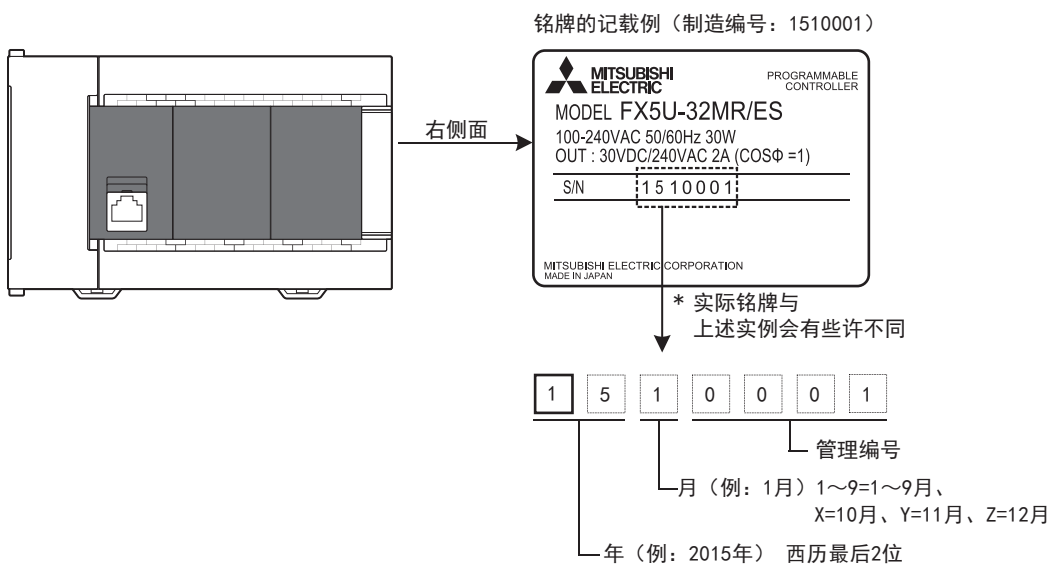 铭牌的记载例（制造编号：1510001）
MITSUBISHI
ELECTRIC
PROGRAMMABLE
CONTROLLER
MODEL FX5U-32MR/ES
100-240VAC 50/60Hz 30W
OUT : 30VDC/240VAC 2A (COSΦ =1)
S/N 1510001
MITSUBISHI ELECTRIC CORPORATION
MADE IN JAPAN
右侧面
* 实际铭牌与
上述实例会有些许不同
1 5 1 0 0 0 1
管理编号
月（例：1月）1～9=1～9月、
X=10月、Y=11月、Z=12月
年（例：2015年） 西历最后2位